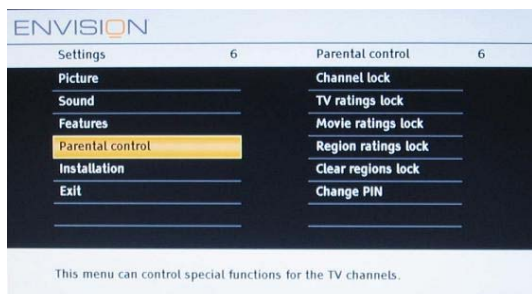 ENVISION
Settings 6 Parental control 6
Picture Channel lock
Sound TV ratings lock
Features Movie ratings lock
Parental control Region ratings lock
Installation Clear regions lock
Exit Change PIN
This menu can control special functions for the TV channels.